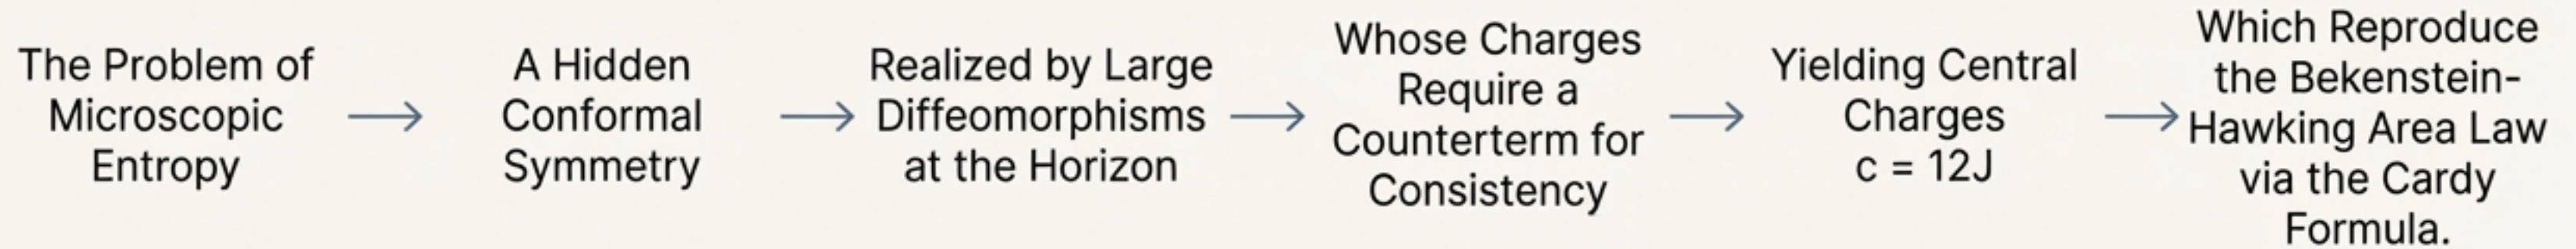 The Problem of
Microscopic
Entropy
A Hidden
Conformal
Symmetry
Realized by Large
Diffeomorphisms
at the Horizon
Whose Charges
Require a
Counterterm for
Consistency
Yielding Central
Charges
c = 12J
Which Reproduce
the Bekenstein-
Hawking Area Law
via the Cardy
Formula.